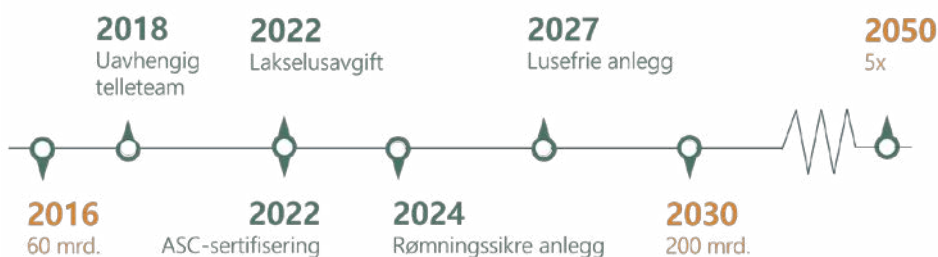 2018
Uavhengig
telleteam
2022
Lakselusavgift
2027
Lusefrie anlegg
2050
5x
2016
60 mrd.
2022
ASC-sertifisering
2024
Rømningssikre anlegg
2030
200 mrd.